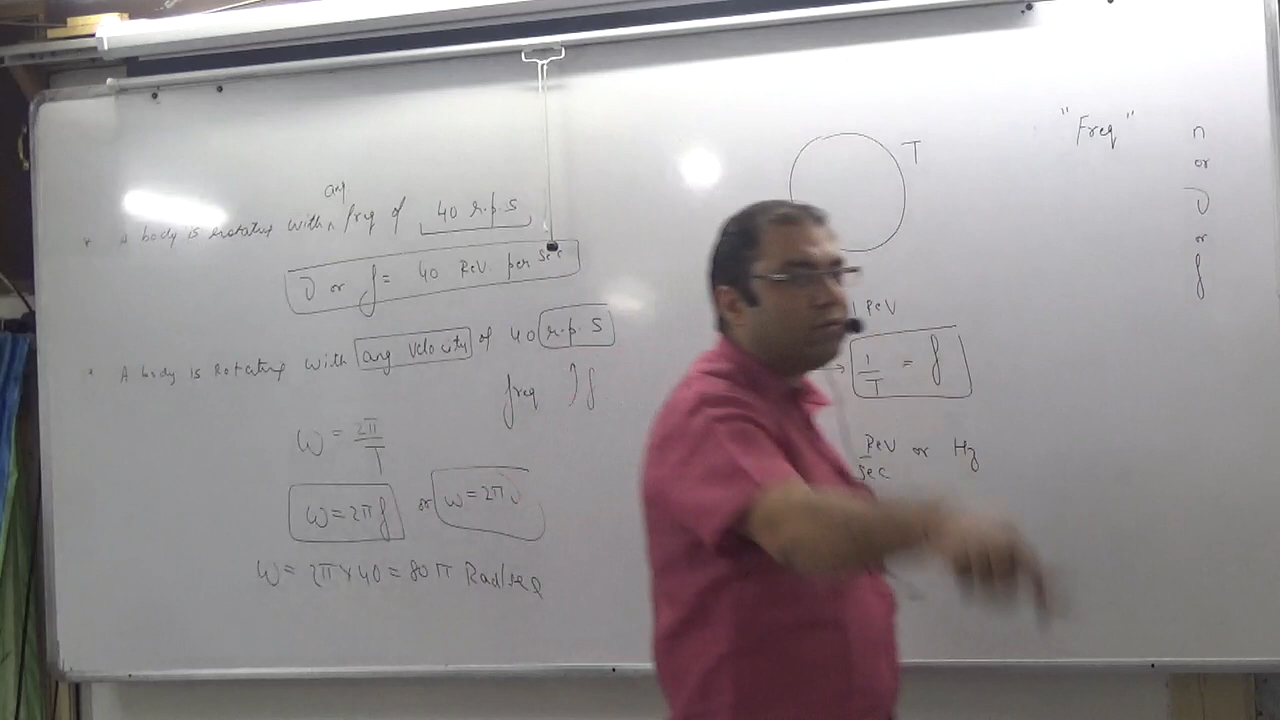 ang
* A body is rotating with ^ freq of 40 r.p.s
ν or f = 40 Rev. per sec
* A body is Rotating with ang velocity of 40 r.p.s
freq ν f
ω = 2π/T
ω = 2πf or ω = 2πν
ω = 2π×40 = 80π Rad/sec
T
1 Rev
→ 1/T = f
Rev/sec or Hz
"Freq"
n
or
ν
or
f